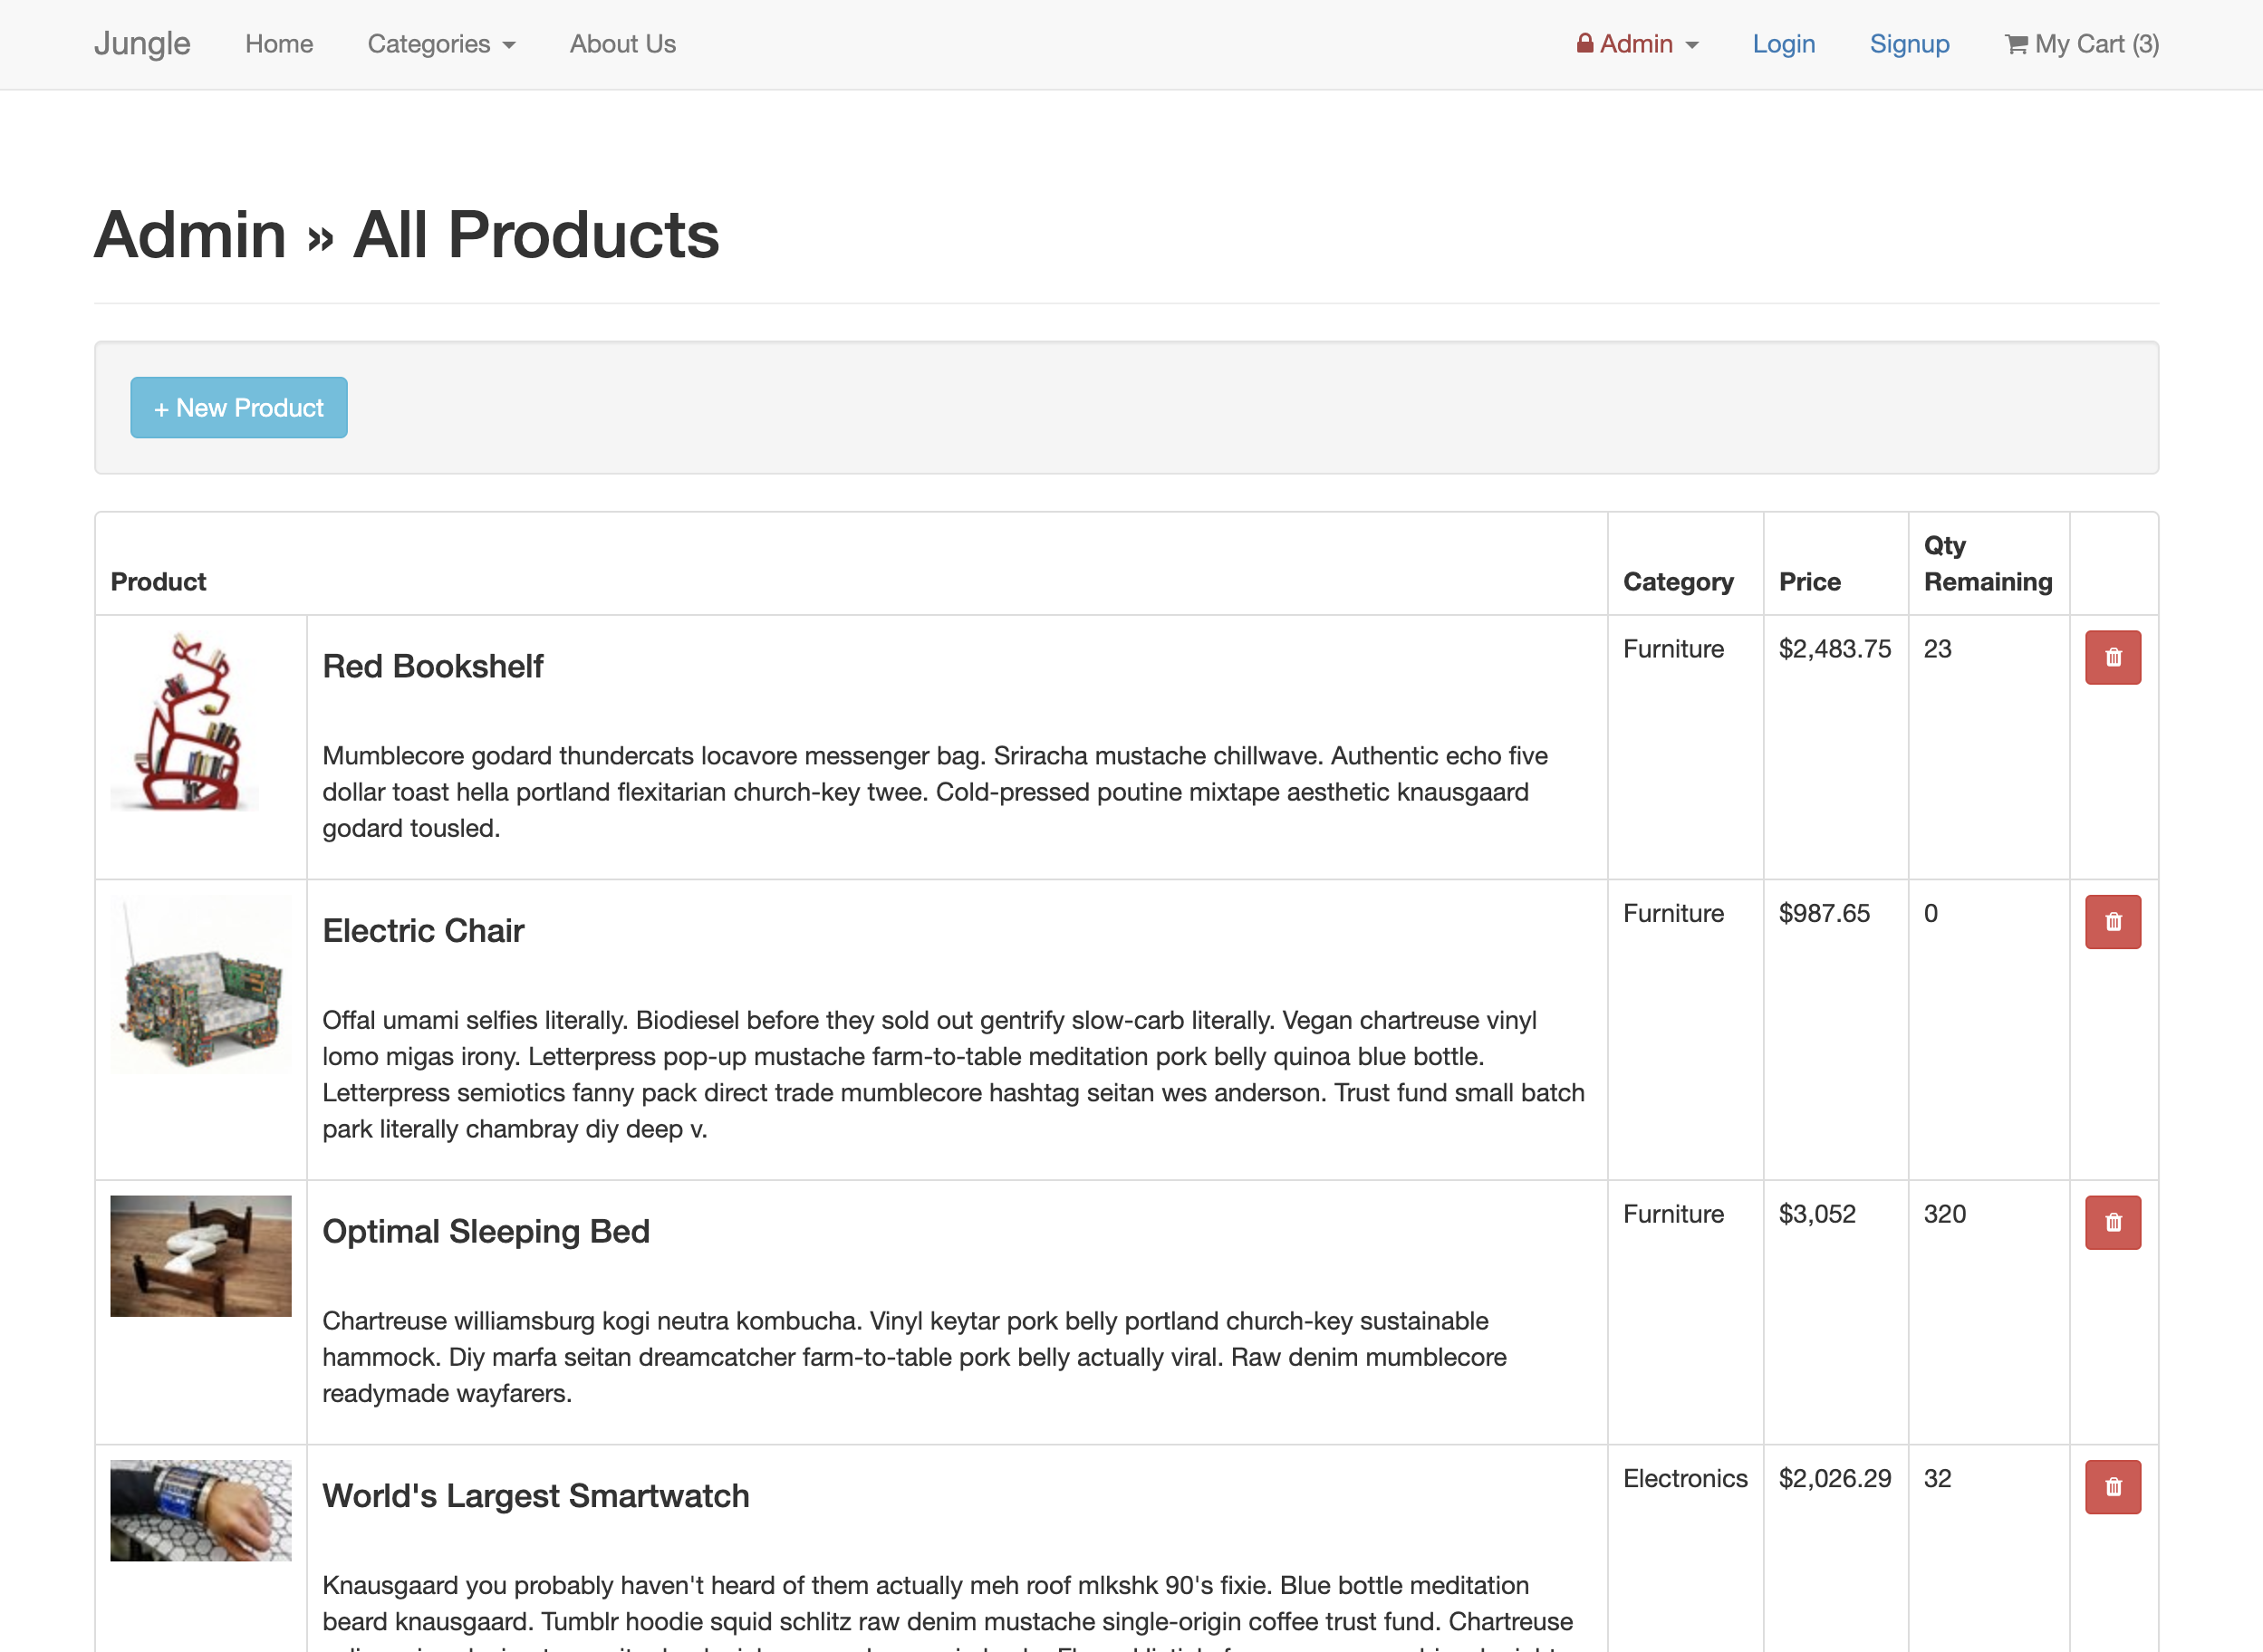 Jungle Home Categories About Us Admin Login Signup My Cart (3)
Admin » All Products
+ New Product
Product Category Price Qty Remaining
Red Bookshelf Furniture $2,483.75 23
Mumblecore godard thundercats locavore messenger bag. Sriracha mustache chillwave. Authentic echo five
dollar toast hella portland flexitarian church-key twee. Cold-pressed poutine mixtape aesthetic knausgaard
godard tousled.
Electric Chair Furniture $987.65 0
Offal umami selfies literally. Biodiesel before they sold out gentrify slow-carb literally. Vegan chartreuse vinyl
lomo migas irony. Letterpress pop-up mustache farm-to-table meditation pork belly quinoa blue bottle.
Letterpress semiotics fanny pack direct trade mumblecore hashtag seitan wes anderson. Trust fund small batch
park literally chambray diy deep v.
Optimal Sleeping Bed Furniture $3,052 320
Chartreuse williamsburg kogi neutra kombucha. Vinyl keytar pork belly portland church-key sustainable
hammock. Diy marfa seitan dreamcatcher farm-to-table pork belly actually viral. Raw denim mumblecore
readymade wayfarers.
World's Largest Smartwatch Electronics $2,026.29 32
Knausgaard you probably haven't heard of them actually meh roof mlkshk 90's fixie. Blue bottle meditation
beard knausgaard. Tumblr hoodie squid schlitz raw denim mustache single-origin coffee trust fund. Chartreuse